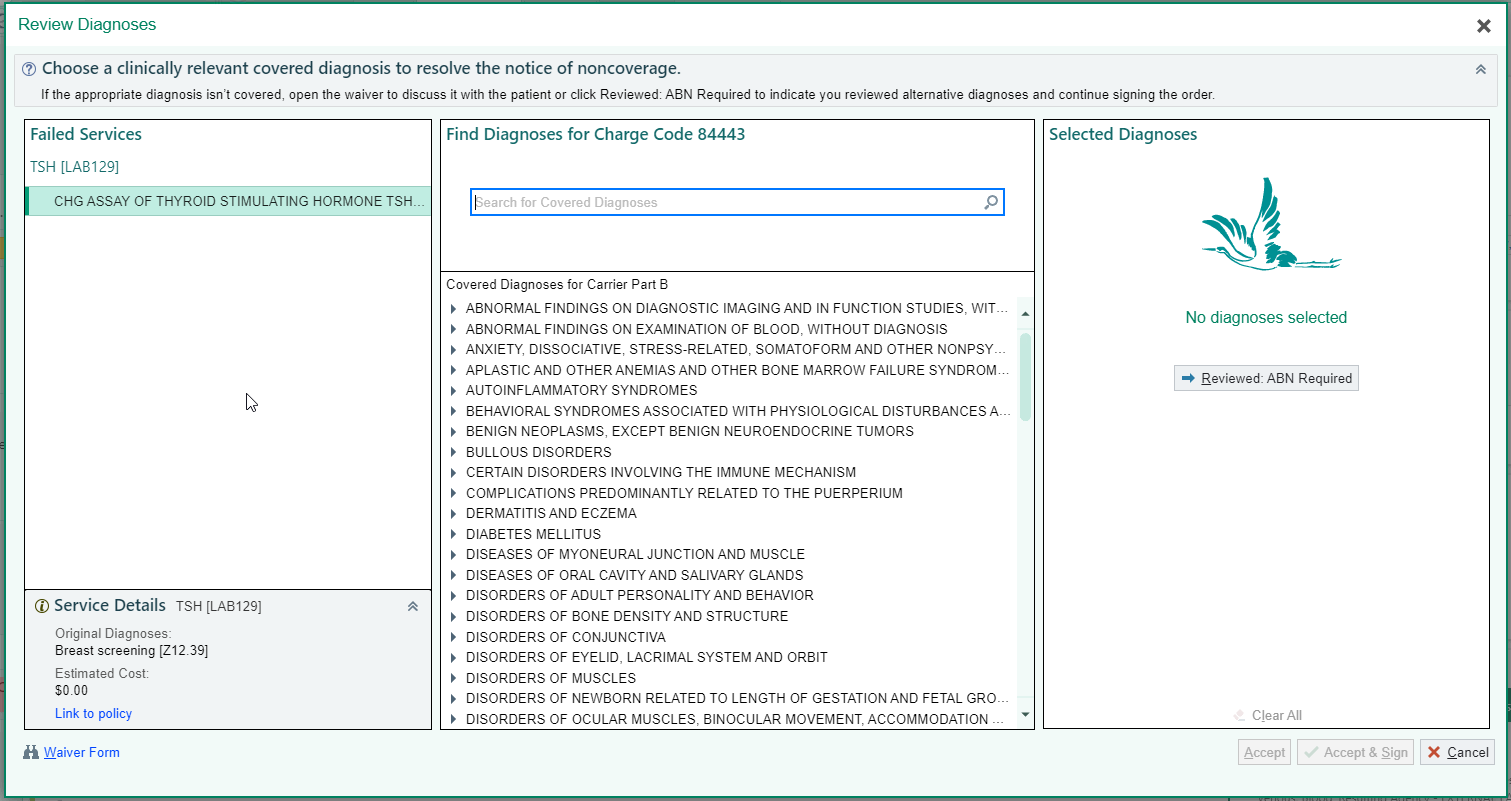 Review Diagnoses
Choose a clinically relevant covered diagnosis to resolve the notice of noncoverage.
If the appropriate diagnosis isn't covered, open the waiver to discuss it with the patient or click Reviewed: ABN Required to indicate you reviewed alternative diagnoses and continue signing the order.
Failed Services
TSH [LAB129]
CHG ASSAY OF THYROID STIMULATING HORMONE TSH...
Service Details TSH [LAB129]
Original Diagnoses:
Breast screening [Z12.39]
Estimated Cost:
$0.00
Link to policy
Find Diagnoses for Charge Code 84443
Search for Covered Diagnoses
Covered Diagnoses for Carrier Part B
ABNORMAL FINDINGS ON DIAGNOSTIC IMAGING AND IN FUNCTION STUDIES, WIT...
ABNORMAL FINDINGS ON EXAMINATION OF BLOOD, WITHOUT DIAGNOSIS
ANXIETY, DISSOCIATIVE, STRESS-RELATED, SOMATOFORM AND OTHER NONPSY...
APLASTIC AND OTHER ANEMIAS AND OTHER BONE MARROW FAILURE SYNDROM...
AUTOINFLAMMATORY SYNDROMES
BEHAVIORAL SYNDROMES ASSOCIATED WITH PHYSIOLOGICAL DISTURBANCES A...
BENIGN NEOPLASMS, EXCEPT BENIGN NEUROENDOCRINE TUMORS
BULLOUS DISORDERS
CERTAIN DISORDERS INVOLVING THE IMMUNE MECHANISM
COMPLICATIONS PREDOMINANTLY RELATED TO THE PUERPERIUM
DERMATITIS AND ECZEMA
DIABETES MELLITUS
DISEASES OF MYONEURAL JUNCTION AND MUSCLE
DISEASES OF ORAL CAVITY AND SALIVARY GLANDS
DISORDERS OF ADULT PERSONALITY AND BEHAVIOR
DISORDERS OF BONE DENSITY AND STRUCTURE
DISORDERS OF CONJUNCTIVA
DISORDERS OF EYELID, LACRIMAL SYSTEM AND ORBIT
DISORDERS OF MUSCLES
DISORDERS OF NEWBORN RELATED TO LENGTH OF GESTATION AND FETAL GRO...
DISORDERS OF OCULAR MUSCLES, BINOCULAR MOVEMENT, ACCOMMODATION ...
Selected Diagnoses
No diagnoses selected
Reviewed: ABN Required
Clear All
Waiver Form
Accept
Accept & Sign
Cancel